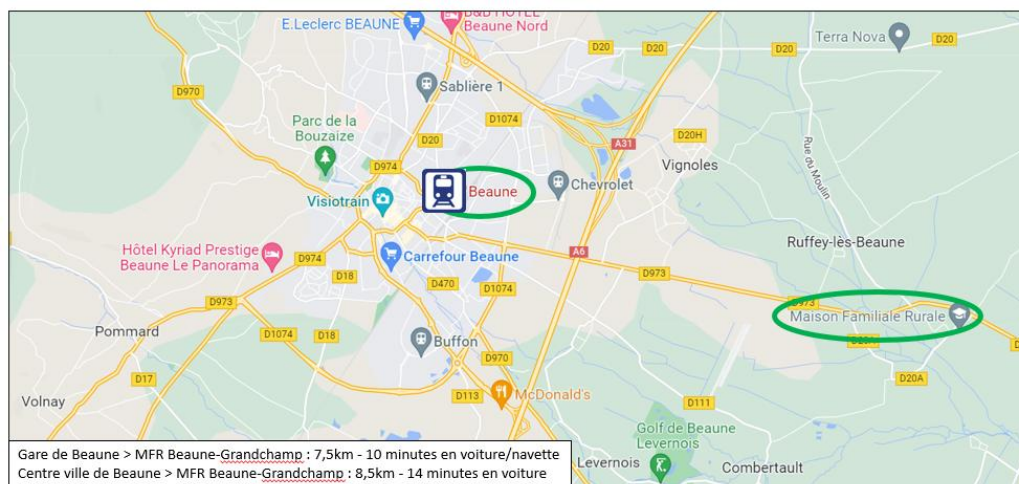 B&B HOTEL
Beaune Nord
E.Leclerc BEAUNE
D20
D20
D20
Terra Nova
D970
Sablière 1
Parc de la
Bouzaize
D1074
D20
A31
D20H
Rue du Moulin
Vignoles
D974
Beaune
Chevrolet
Visiotrain
Ruffey-lès-Beaune
Hôtel Kyriad Prestige
Beaune Le Panorama
D974
Carrefour Beaune
A6
D973
D18
D470
D1074
D973
D973
Maison Familiale Rurale
Pommard
D1074
D18
Buffon
D20A
D970
D20A
D17
McDonald's
Volnay
D113
D111
Golf de Beaune
Levernois
Gare de Beaune > MFR Beaune-Grandchamp : 7,5km - 10 minutes en voiture/navette
Centre ville de Beaune > MFR Beaune-Grandchamp : 8,5km - 14 minutes en voiture
Levernois
Combertault